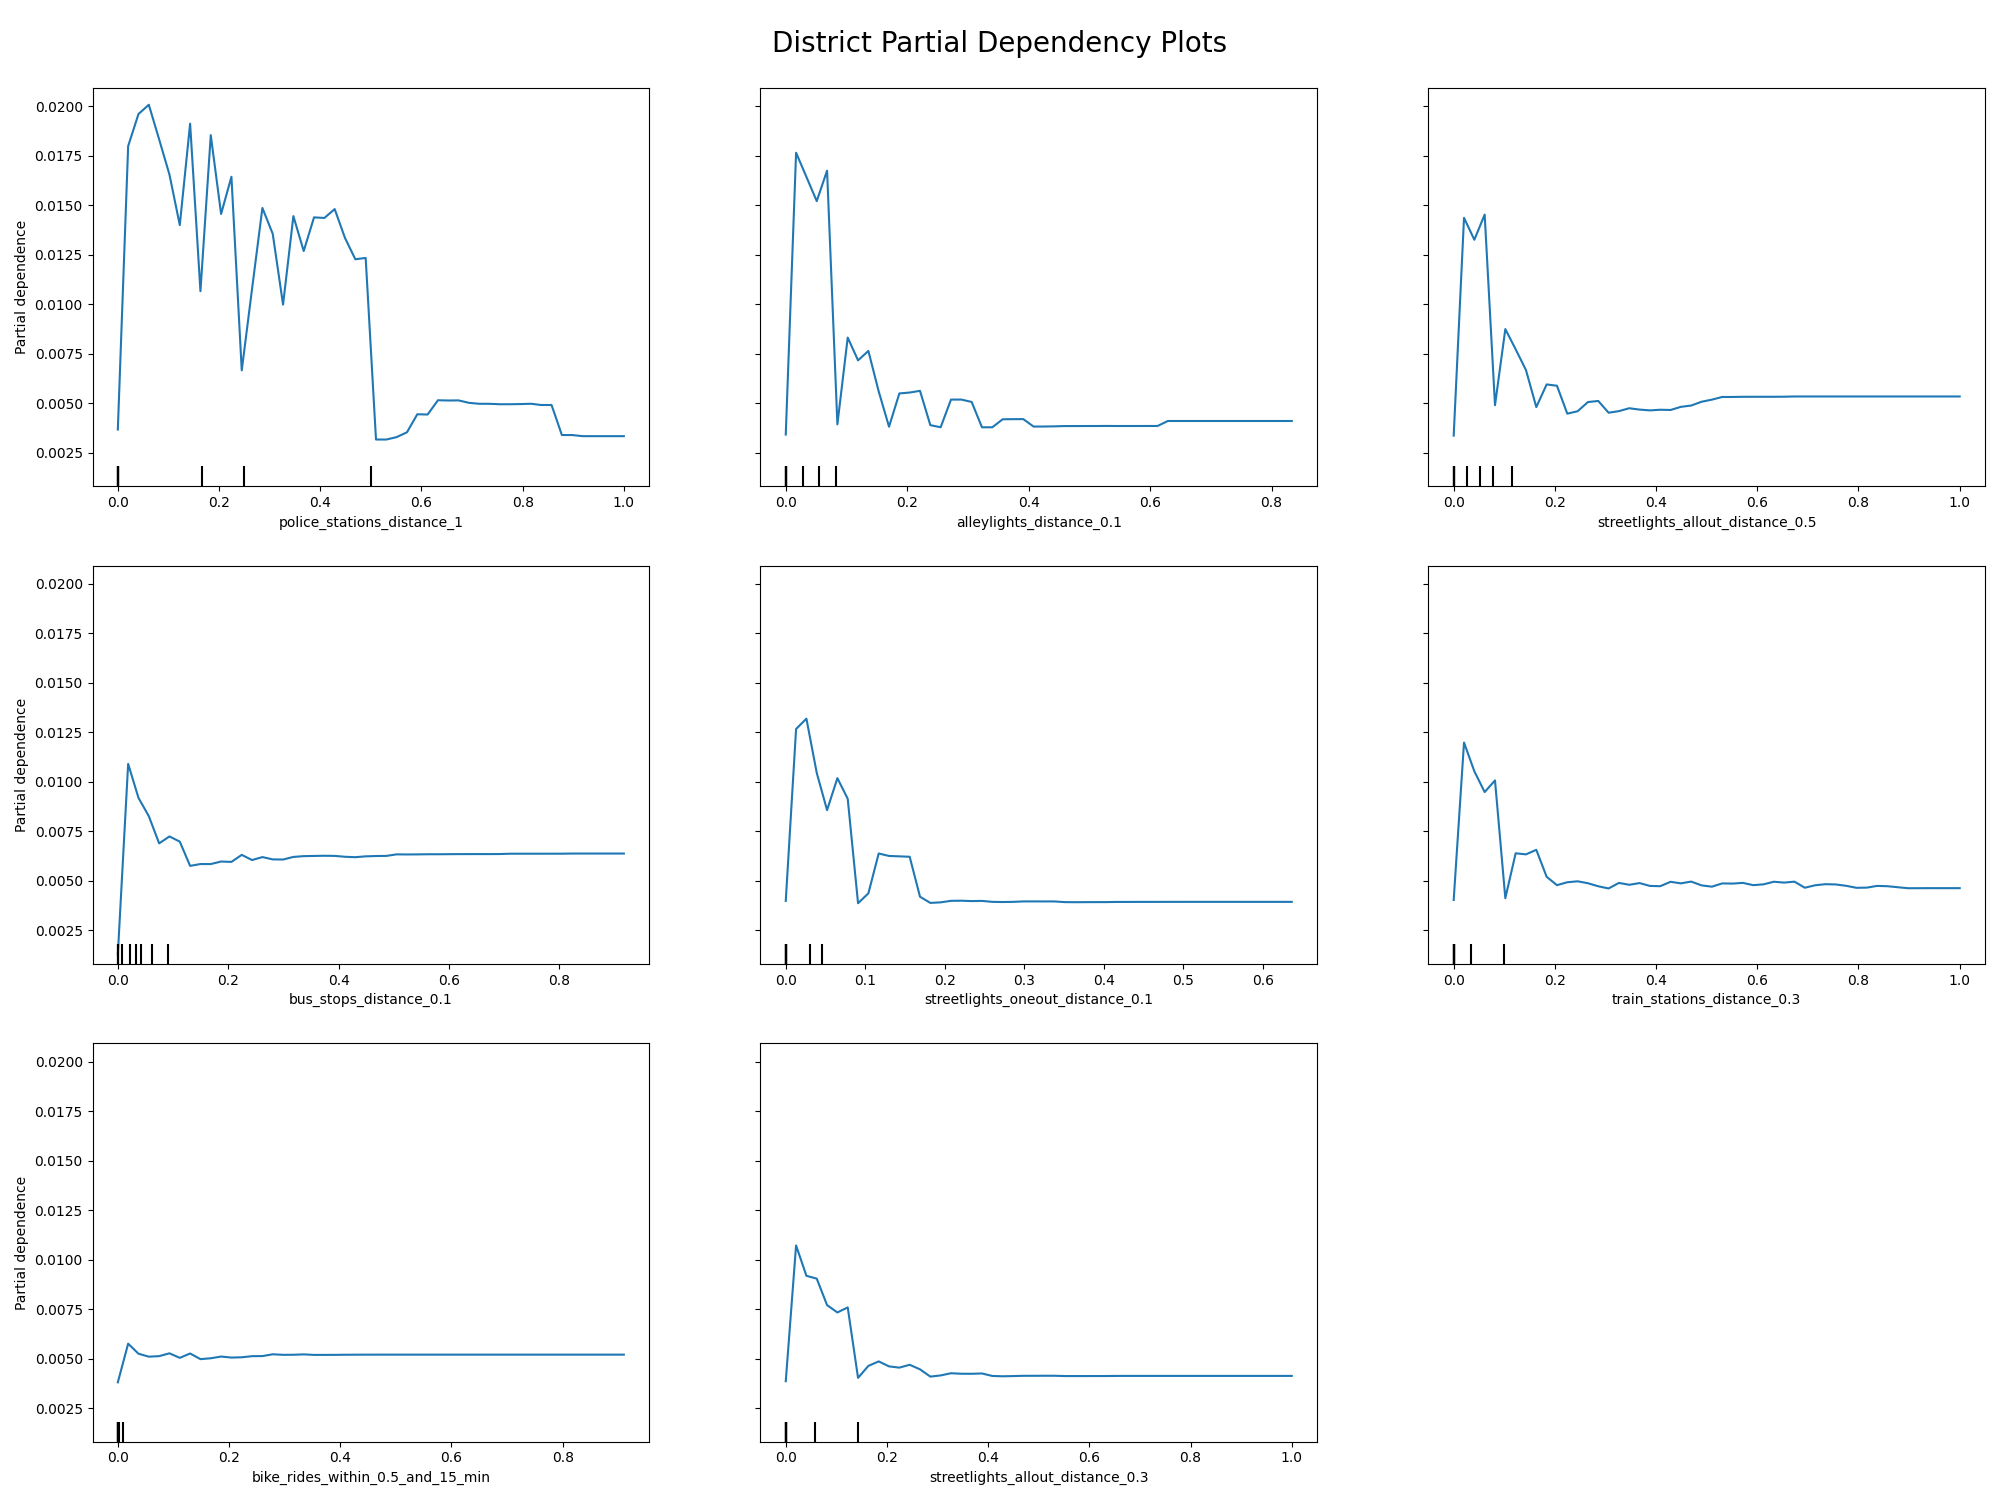 District Partial Dependency Plots
0.0200
0.0175
0.0150
0.0125
0.0100
0.0075
0.0050
0.0025
Partial dependence
0.0 0.2 0.4 0.6 0.8 1.0
police_stations_distance_1
0.0 0.2 0.4 0.6 0.8
alleylights_distance_0.1
0.0 0.2 0.4 0.6 0.8 1.0
streetlights_allout_distance_0.5
0.0200
0.0175
0.0150
0.0125
0.0100
0.0075
0.0050
0.0025
Partial dependence
0.0 0.2 0.4 0.6 0.8
bus_stops_distance_0.1
0.0 0.1 0.2 0.3 0.4 0.5 0.6
streetlights_oneout_distance_0.1
0.0 0.2 0.4 0.6 0.8 1.0
train_stations_distance_0.3
0.0200
0.0175
0.0150
0.0125
0.0100
0.0075
0.0050
0.0025
Partial dependence
0.0 0.2 0.4 0.6 0.8
bike_rides_within_0.5_and_15_min
0.0 0.2 0.4 0.6 0.8 1.0
streetlights_allout_distance_0.3